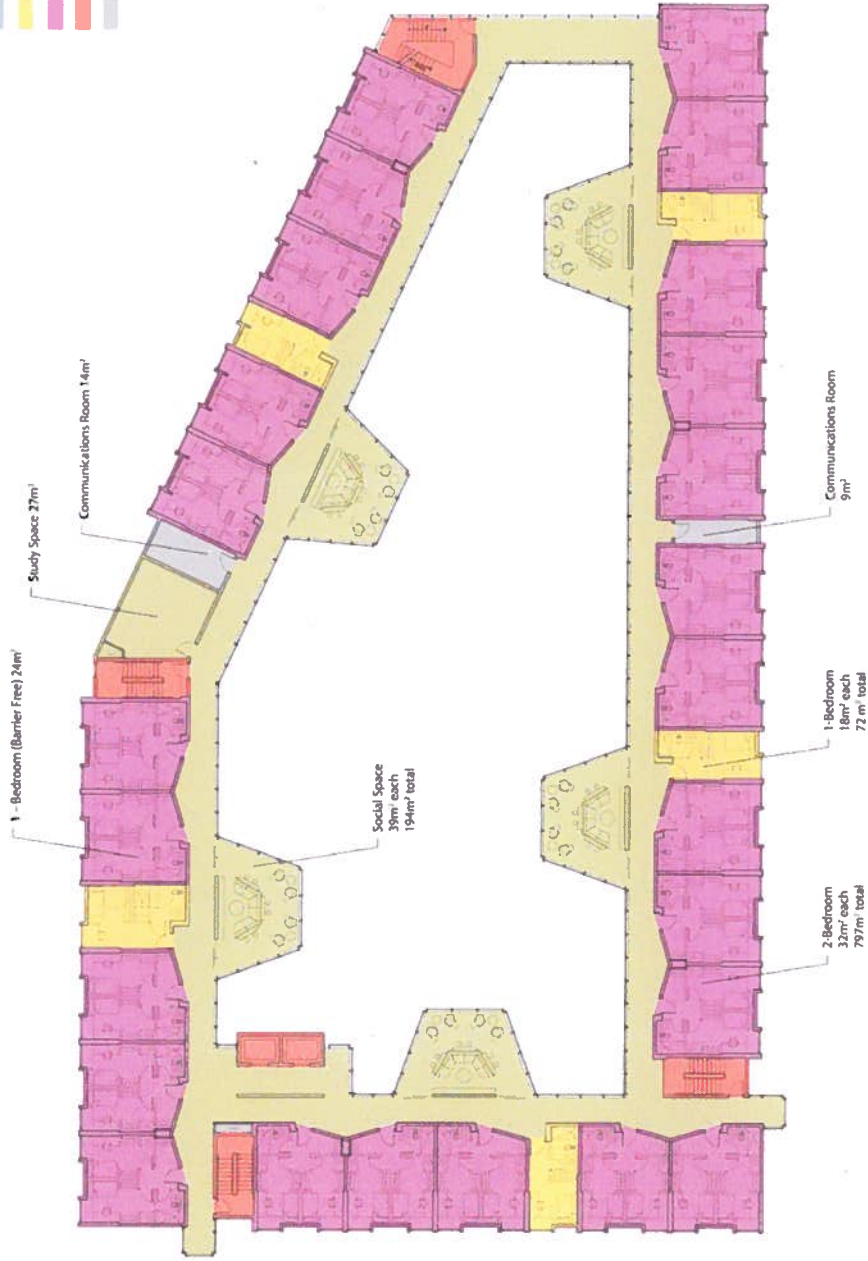 1 - Bedroom (Barrier Free) 24m²
Study Space 27m²
Communications Room 14m²
Social Space
39m² each
194m² total
2-Bedroom
32m² each
797m² total
1-Bedroom
18m² each
72 m² total
Communications Room
9m²